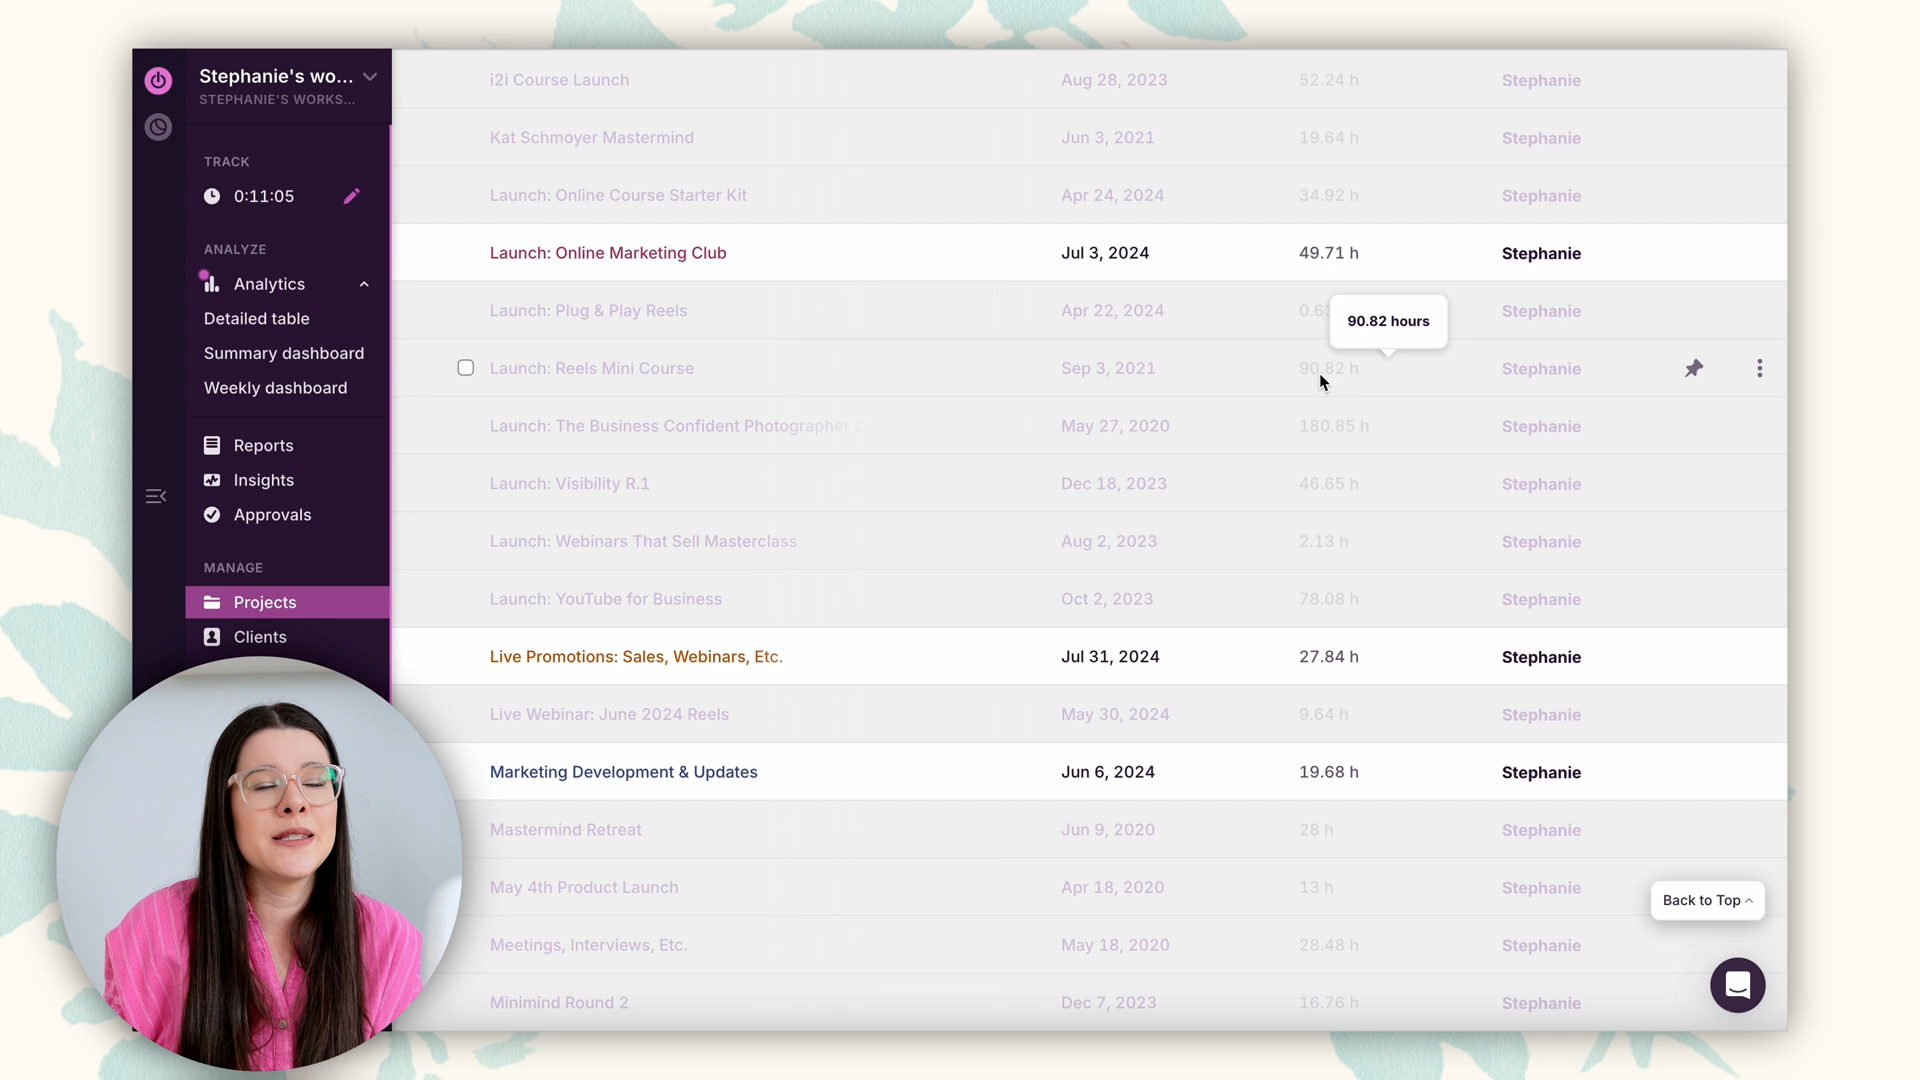 Stephanie's wo...
STEPHANIE'S WORKS...
TRACK
0:11:05
ANALYZE
Analytics
Detailed table
Summary dashboard
Weekly dashboard
Reports
Insights
Approvals
MANAGE
Projects
Clients
i2i Course Launch Aug 28, 2023 52.24 h Stephanie
Kat Schmoyer Mastermind Jun 3, 2021 19.64 h Stephanie
Launch: Online Course Starter Kit Apr 24, 2024 34.92 h Stephanie
Launch: Online Marketing Club Jul 3, 2024 49.71 h Stephanie
Launch: Plug & Play Reels Apr 22, 2024 Stephanie
90.82 hours
Launch: Reels Mini Course Sep 3, 2021 90.82 h Stephanie
Launch: The Business Confident Photographer May 27, 2020 180.85 h Stephanie
Launch: Visibility R.1 Dec 18, 2023 46.65 h Stephanie
Launch: Webinars That Sell Masterclass Aug 2, 2023 2.13 h Stephanie
Launch: YouTube for Business Oct 2, 2023 78.08 h Stephanie
Live Promotions: Sales, Webinars, Etc. Jul 31, 2024 27.84 h Stephanie
Live Webinar: June 2024 Reels May 30, 2024 9.64 h Stephanie
Marketing Development & Updates Jun 6, 2024 19.68 h Stephanie
Mastermind Retreat Jun 9, 2020 28 h Stephanie
May 4th Product Launch Apr 18, 2020 13 h Stephanie
Back to Top
Meetings, Interviews, Etc. May 18, 2020 28.48 h Stephanie
Minimind Round 2 Dec 7, 2023 16.76 h Stephanie